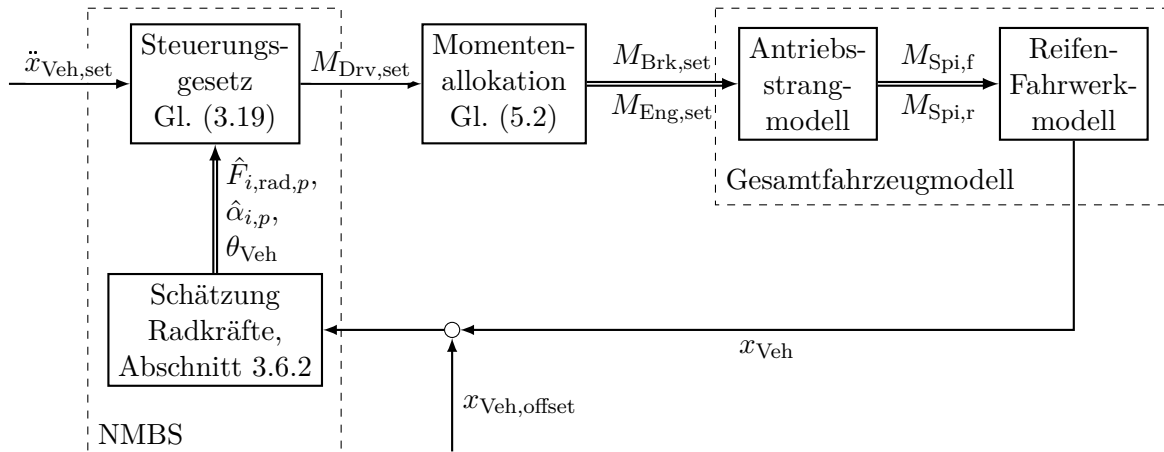 ẍ_Veh,set
Steuerungs-
gesetz
Gl. (3.19)
M_Drv,set
Momenten-
allokation
Gl. (5.2)
M_Brk,set
M_Eng,set
Antriebs-
strang-
modell
M_Spi,f
M_Spi,r
Reifen-
Fahrwerk-
modell
Gesamtfahrzeugmodell
F̂_i,rad,p,
α̂_i,p,
θ_Veh
Schätzung
Radkräfte,
Abschnitt 3.6.2
x_Veh
x_Veh,offset
NMBS